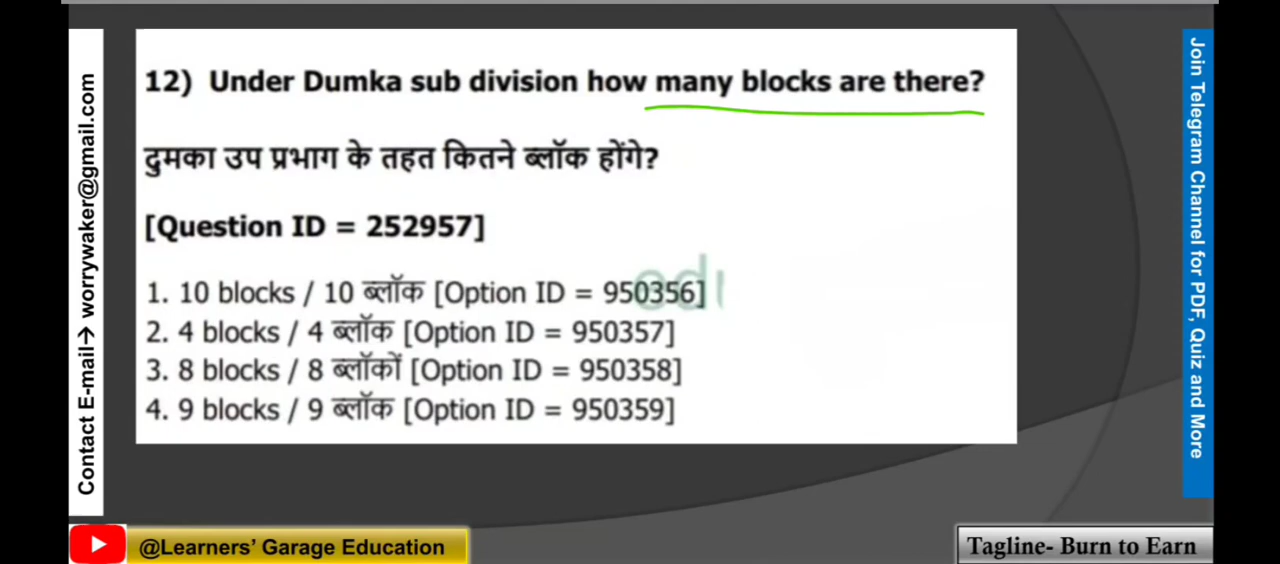 12) Under Dumka sub division how many blocks are there?
दुमका उप प्रभाग के तहत कितने ब्लॉक होंगे?
[Question ID = 252957]
1. 10 blocks / 10 ब्लॉक [Option ID = 950356]
2. 4 blocks / 4 ब्लॉक [Option ID = 950357]
3. 8 blocks / 8 ब्लॉकों [Option ID = 950358]
4. 9 blocks / 9 ब्लॉक [Option ID = 950359]
Contact E-mail→ worrywaker@gmail.com
Join Telegram Channel for PDF, Quiz and More
@Learners’ Garage Education
Tagline- Burn to Earn